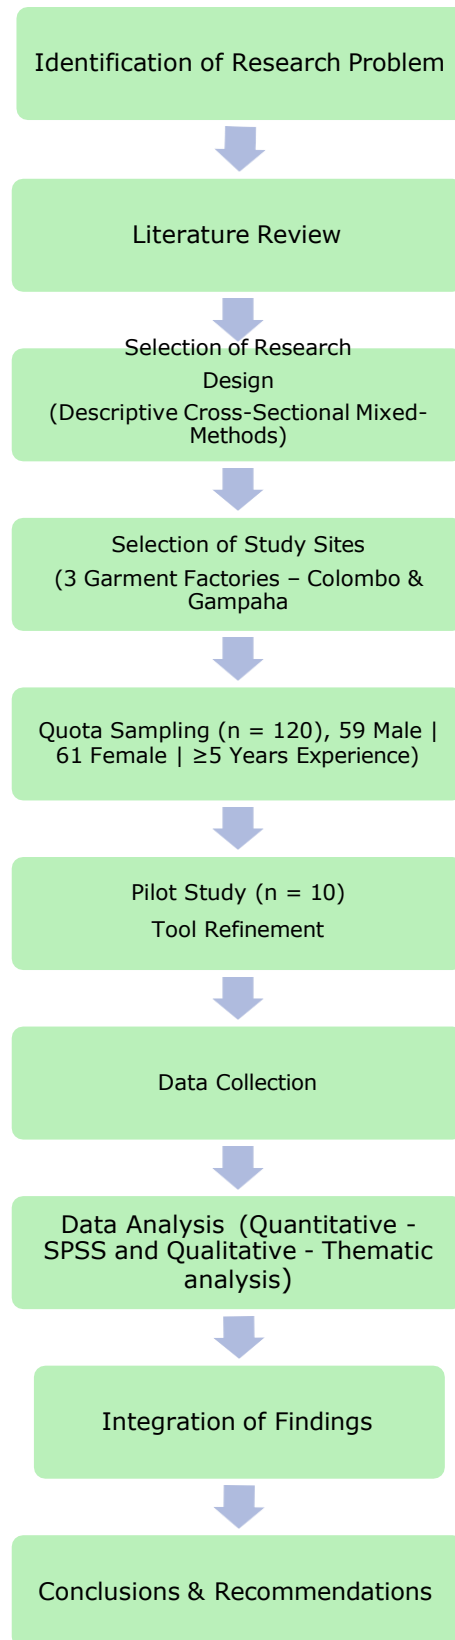 Identification of Research Problem
Literature Review
Selection of Research
Design
(Descriptive Cross-Sectional Mixed-
Methods)
Selection of Study Sites
(3 Garment Factories – Colombo &
Gampaha
Quota Sampling (n = 120), 59 Male |
61 Female | ≥5 Years Experience)
Pilot Study (n = 10)
Tool Refinement
Data Collection
Data Analysis (Quantitative -
SPSS and Qualitative - Thematic
analysis)
Integration of Findings
Conclusions & Recommendations